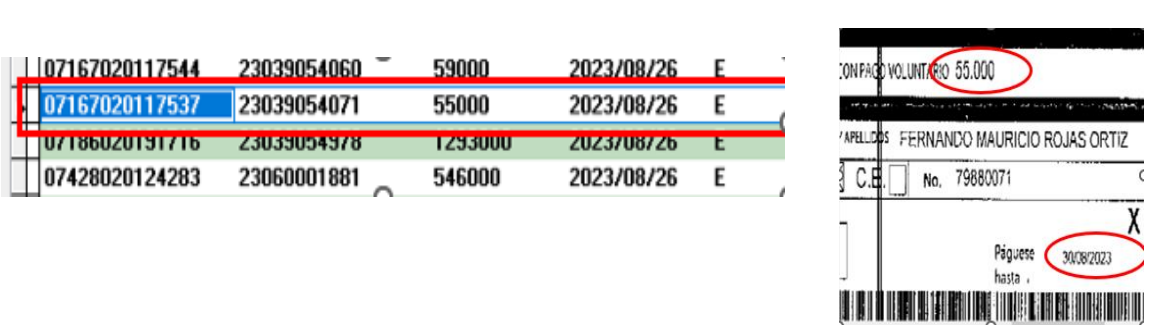 07167020117544 23039054060 59000 2023/08/26 E
07167020117537 23039054071 55000 2023/08/26 E
07186020191716 23039054978 1293000 2023/08/26 E
07428020124283 23060001881 546000 2023/08/26 E
CON PAGO VOLUNTARIO 55.000
Y APELLIDOS FERNANDO MAURICIO ROJAS ORTIZ
C.E. No. 79880071
X
Páguese 30/08/2023
hasta